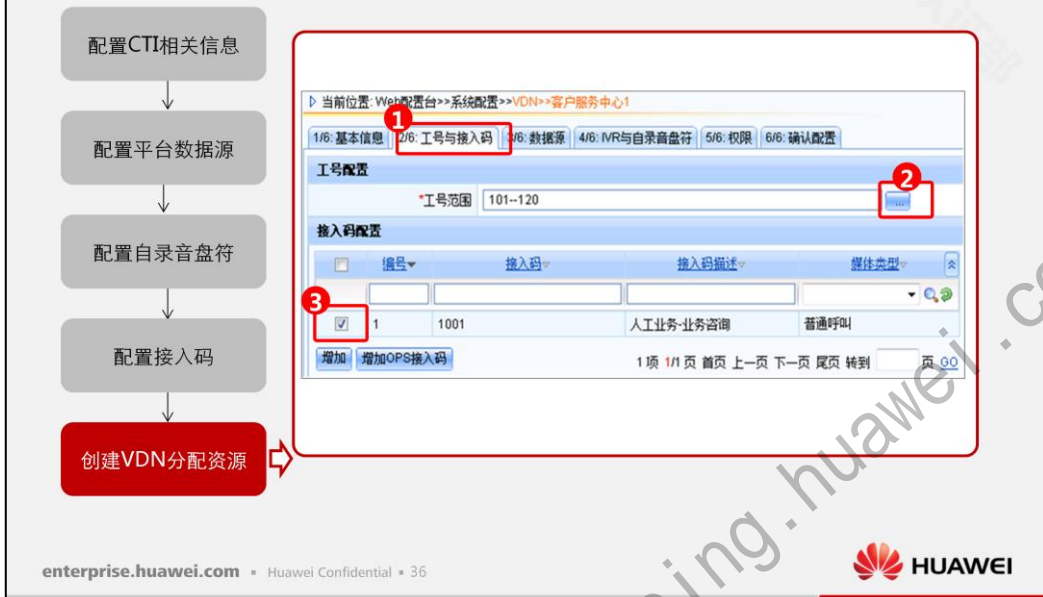 配置CTI相关信息
配置平台数据源
配置自录音盘符
配置接入码
创建VDN分配资源
当前位置: Web配置台>>系统配置>>VDN>>客户服务中心1
1
1/6: 基本信息 2/6: 工号与接入码 3/6: 数据源 4/6: IVR与自录音盘符 5/6: 权限 6/6: 确认配置
工号配置
2
*工号范围 101--120 ...
接入码配置
编号 接入码 接入码描述 媒体类型
3
1 1001 人工业务-业务咨询 普通呼叫
增加 增加OPS接入码 1项 1/1 页 首页 上一页 下一页 尾页 转到 页 GO
enterprise.huawei.com ▪ Huawei Confidential ▪ 36
HUAWEI
ing.huawei.co